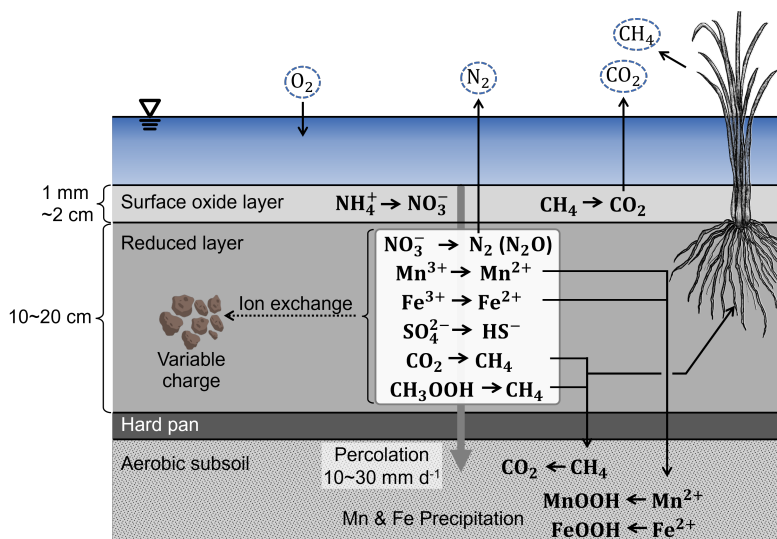 CH₄
O₂
N₂
CO₂
1 mm
~2 cm
Surface oxide layer
NH₄⁺ → NO₃⁻
CH₄ → CO₂
Reduced layer
NO₃⁻ → N₂ (N₂O)
Mn³⁺ → Mn²⁺
Fe³⁺ → Fe²⁺
SO₄²⁻ → HS⁻
CO₂ → CH₄
CH₃OOH → CH₄
10~20 cm
Ion exchange
Variable
charge
Hard pan
Aerobic subsoil
Percolation
10~30 mm d⁻¹
CO₂ ← CH₄
MnOOH ← Mn²⁺
Mn & Fe Precipitation
FeOOH ← Fe²⁺